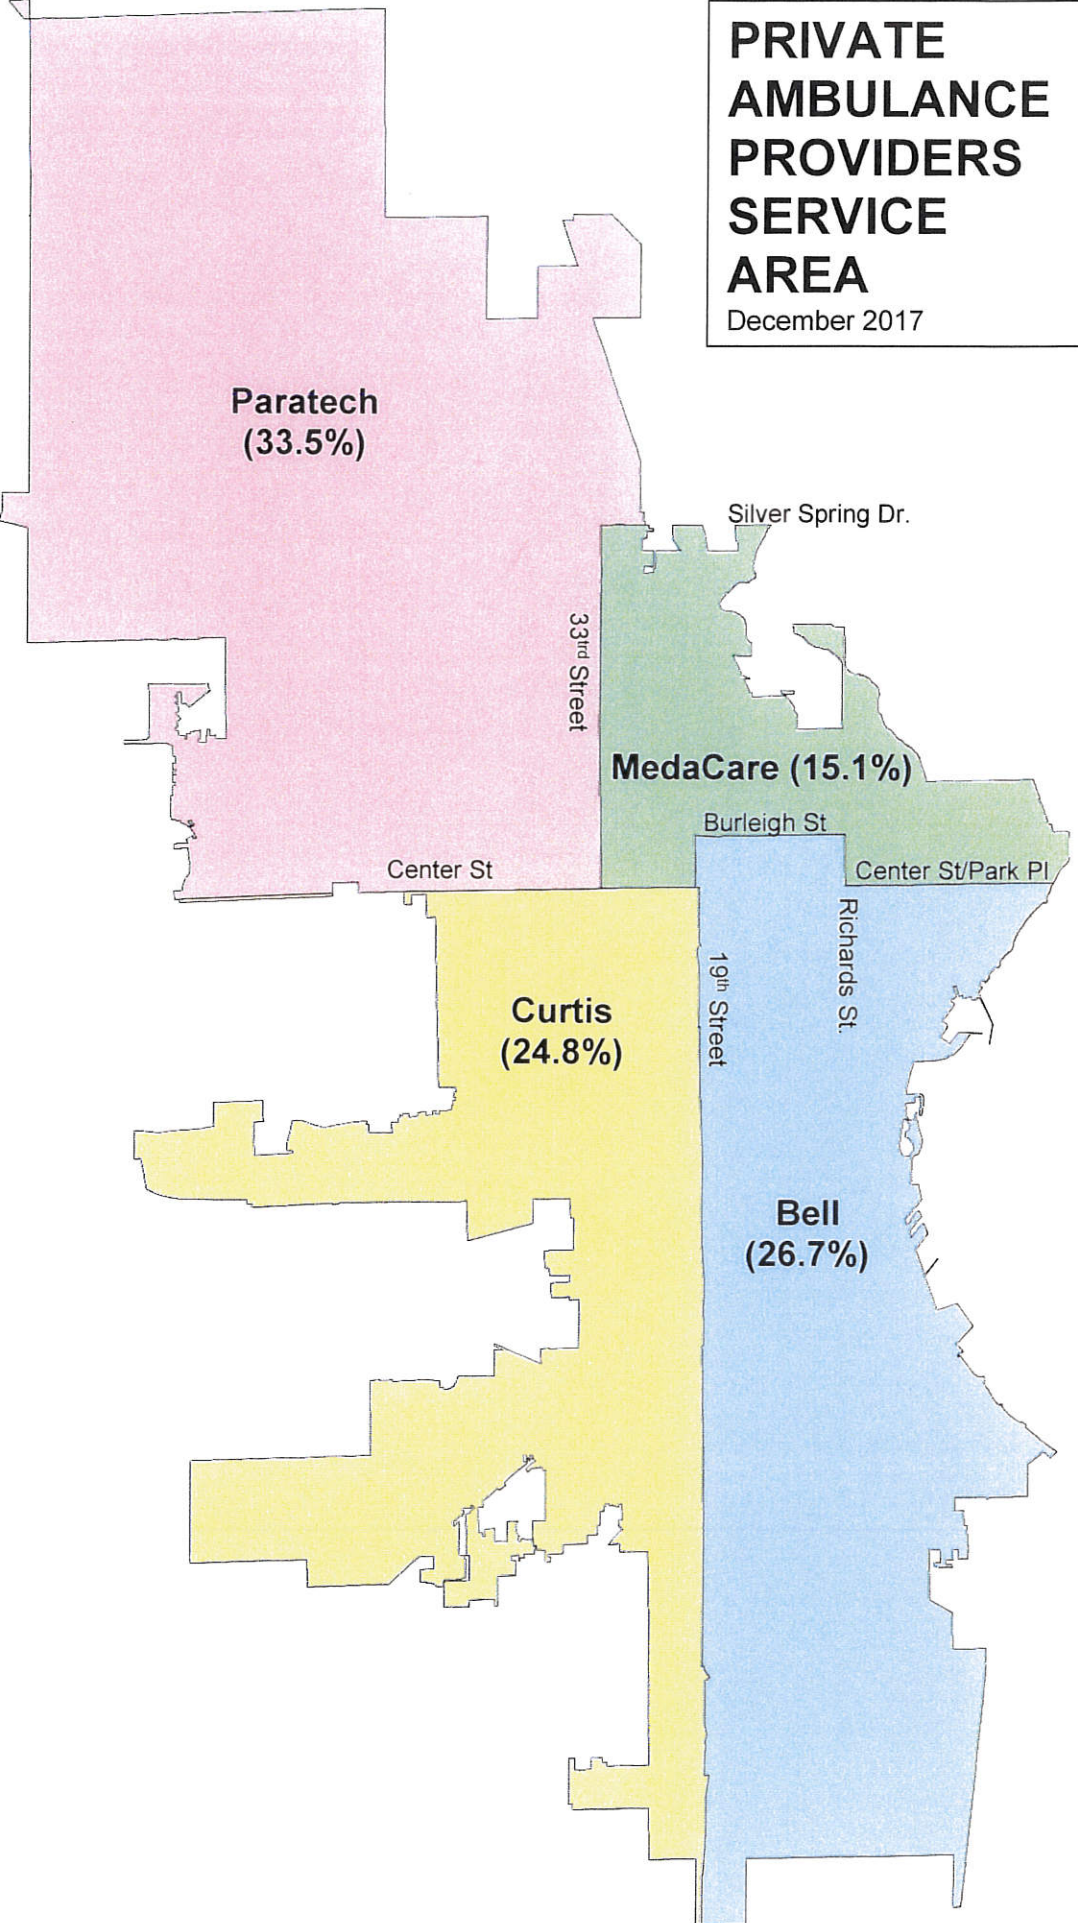 PRIVATE
AMBULANCE
PROVIDERS
SERVICE
AREA
December 2017
Paratech
(33.5%)
Silver Spring Dr.
33trd Street
MedaCare (15.1%)
Burleigh St
Center St
Center St/Park Pl
Richards St.
19th Street
Curtis
(24.8%)
Bell
(26.7%)